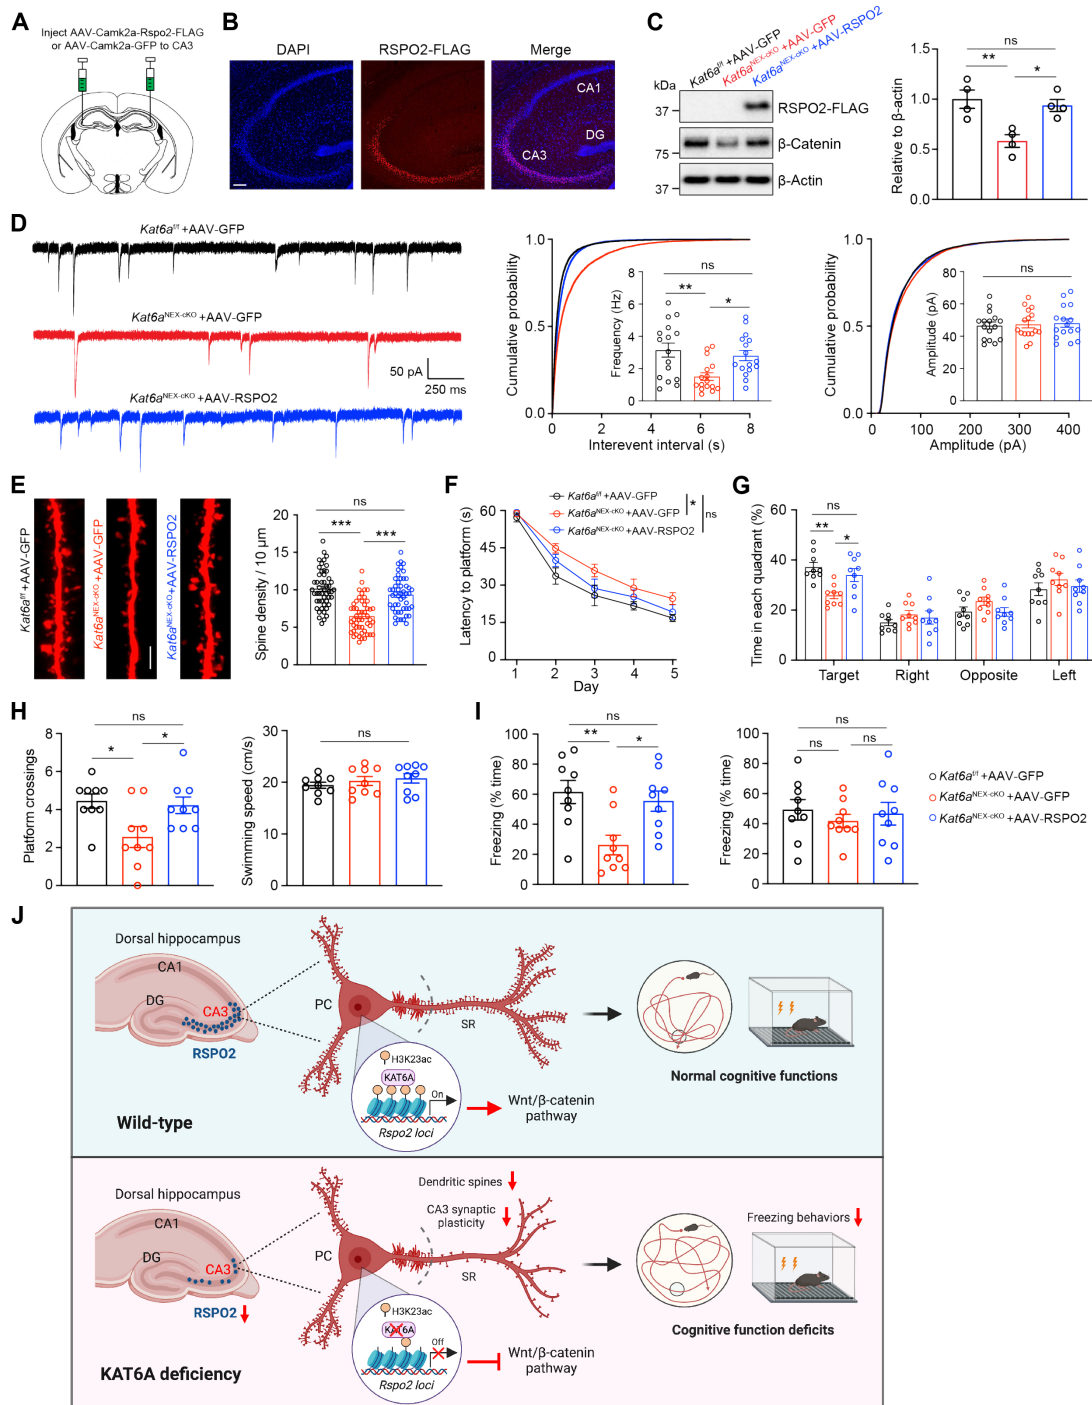 A
Inject AAV-Camk2a-Rspo2-FLAG
or AAV-Camk2a-GFP to CA3
B
DAPI
RSPO2-FLAG
Merge
CA1
DG
CA3
C
Kat6a^f/f +AAV-GFP
Kat6a^NEX-cKO +AAV-GFP
Kat6a^NEX-cKO +AAV-RSPO2
kDa
37
75
37
RSPO2-FLAG
β-Catenin
β-Actin
Relative to β-actin
1.5
1.0
0.5
0.0
ns
**
*
D
Kat6a^f/f +AAV-GFP
Kat6a^NEX-cKO +AAV-GFP
50 pA
250 ms
Kat6a^NEX-cKO +AAV-RSPO2
Cumulative probability
1.0
0.5
0.0
0 2 4 6 8
Interevent interval (s)
Frequency (Hz)
8
6
4
2
0
ns
**
*
Cumulative probability
1.0
0.5
0.0
0 100 200 300 400
Amplitude (pA)
Amplitude (pA)
100
80
60
40
20
0
ns
E
Kat6a^f/f +AAV-GFP
Kat6a^NEX-cKO +AAV-GFP
Kat6a^NEX-cKO +AAV-RSPO2
Spine density / 10 μm
20
15
10
5
0
ns
***
***
F
Kat6a^f/f +AAV-GFP
Kat6a^NEX-cKO +AAV-GFP
Kat6a^NEX-cKO +AAV-RSPO2
*
ns
Latency to platform (s)
60
45
30
15
0
1 2 3 4 5
Day
G
Time in each quadrant (%)
60
40
20
0
ns
**
*
Target Right Opposite Left
H
Platform crossings
8
6
4
2
0
ns
*
*
Swimming speed (cm/s)
30
20
10
0
ns
I
Freezing (% time)
100
80
60
40
20
0
ns
**
*
Freezing (% time)
100
80
60
40
20
0
ns
ns
ns
Kat6a^f/f +AAV-GFP
Kat6a^NEX-cKO +AAV-GFP
Kat6a^NEX-cKO +AAV-RSPO2
J
Dorsal hippocampus
CA1
DG
CA3
RSPO2
Wild-type
PC
SR
H3K23ac
KAT6A
On
Rspo2 loci
Wnt/β-catenin
pathway
Normal cognitive functions
Dorsal hippocampus
CA1
DG
CA3
RSPO2
KAT6A deficiency
PC
SR
Dendritic spines
CA3 synaptic
plasticity
H3K23ac
KAT6A
Off
Rspo2 loci
Wnt/β-catenin
pathway
Freezing behaviors
Cognitive function deficits